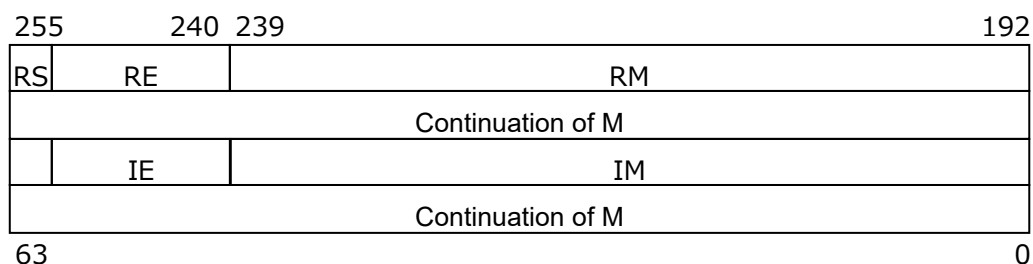 255 240 239 192
RS RE RM
Continuation of M
IE IM
Continuation of M
63 0